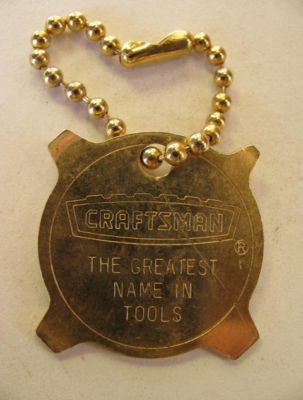 CRAFTSMAN
®
THE GREATEST
NAME IN
TOOLS